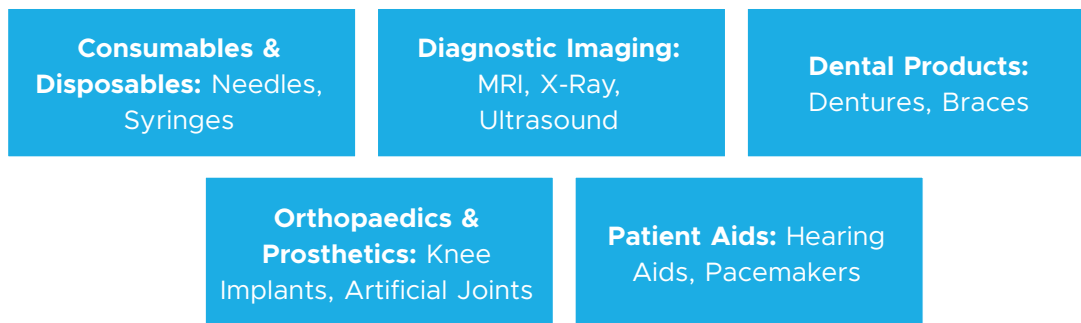 Consumables &
Disposables: Needles,
Syringes
Diagnostic Imaging:
MRI, X-Ray,
Ultrasound
Dental Products:
Dentures, Braces
Orthopaedics &
Prosthetics: Knee
Implants, Artificial Joints
Patient Aids: Hearing
Aids, Pacemakers